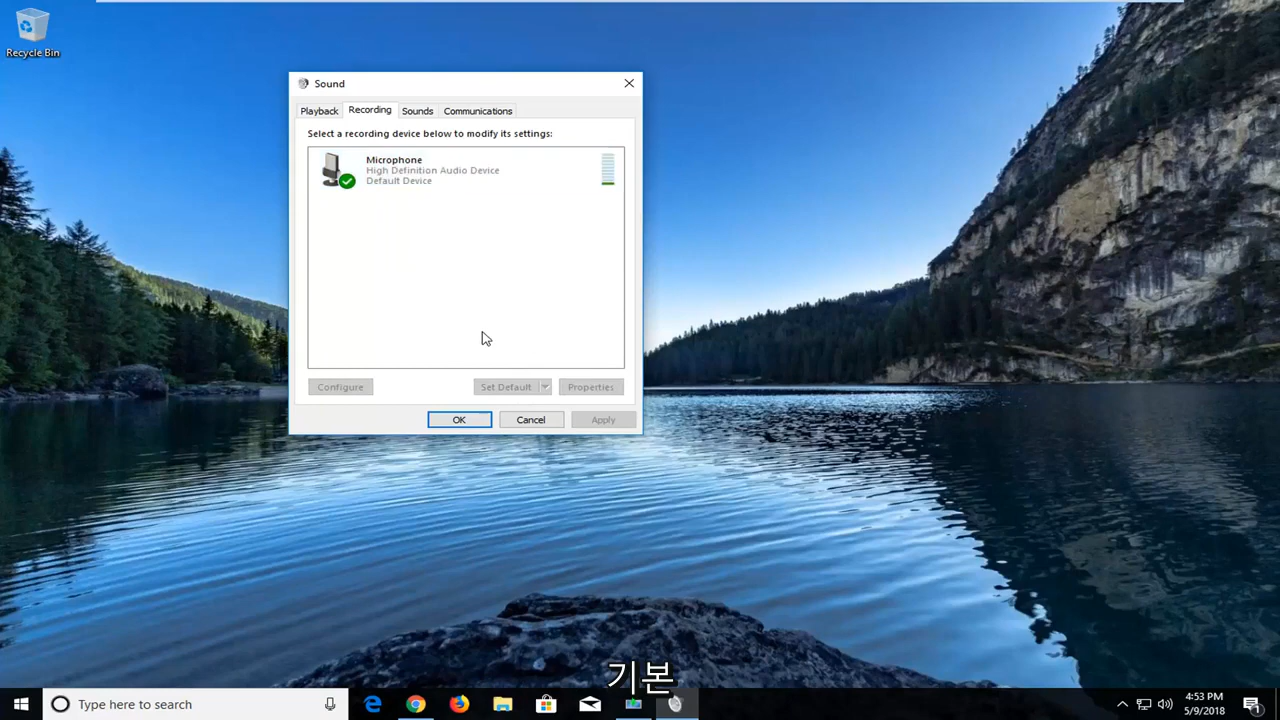 Recycle Bin
Sound
Playback Recording Sounds Communications
Select a recording device below to modify its settings:
Microphone
High Definition Audio Device
Default Device
Configure Set Default Properties
OK Cancel Apply
기본
Type here to search
4:53 PM
5/9/2018
1